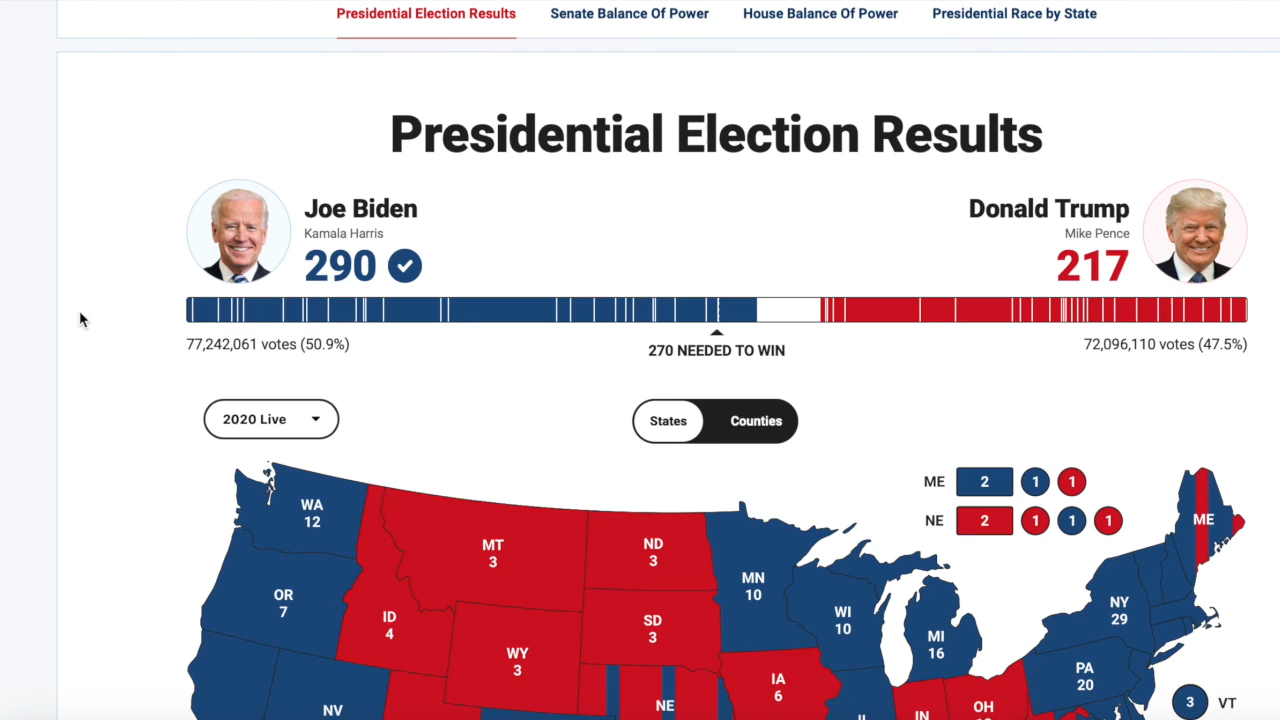 Presidential Election Results Senate Balance Of Power House Balance Of Power Presidential Race by State
Presidential Election Results
Joe Biden
Kamala Harris
290
Donald Trump
Mike Pence
217
77,242,061 votes (50.9%)
270 NEEDED TO WIN
72,096,110 votes (47.5%)
2020 Live
States Counties
ME 2 1 1
NE 2 1 1 1
WA
12
MT
3
ND
3
ME
OR
7
ID
4
MN
10
WI
10
NY
29
SD
3
MI
16
WY
3
PA
20
IA
6
NV
NE
OH
IN
3 VT